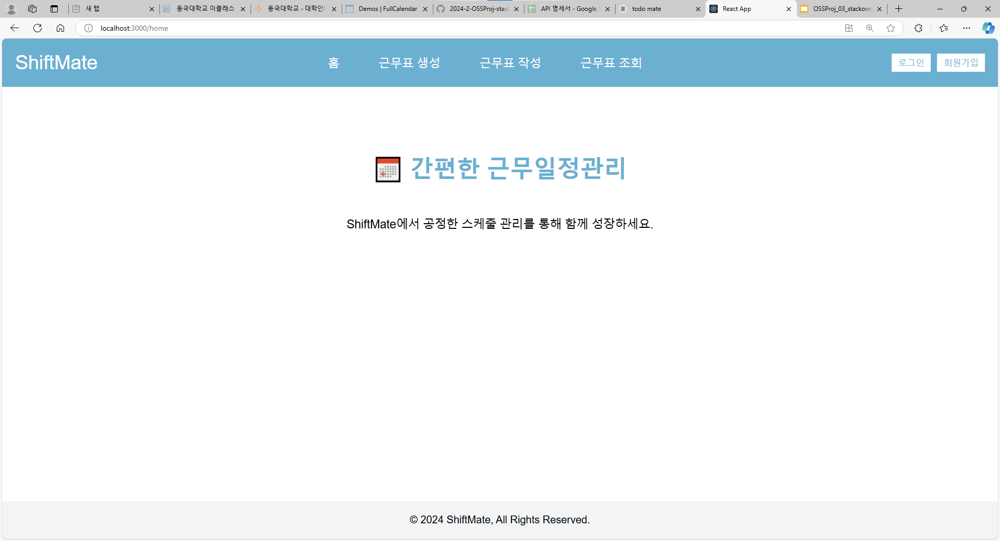 새 탭
동국대학교 이클래스
동국대학교 - 대학안내
Demos | FullCalendar
2024-2-OSSProj-stack
API 명세서 - Google S
todo mate
React App
OSSProj_03_stackove
localhost:3000/home
ShiftMate
홈
근무표 생성
근무표 작성
근무표 조회
로그인
회원가입
간편한 근무일정관리
ShiftMate에서 공정한 스케줄 관리를 통해 함께 성장하세요.
© 2024 ShiftMate, All Rights Reserved.